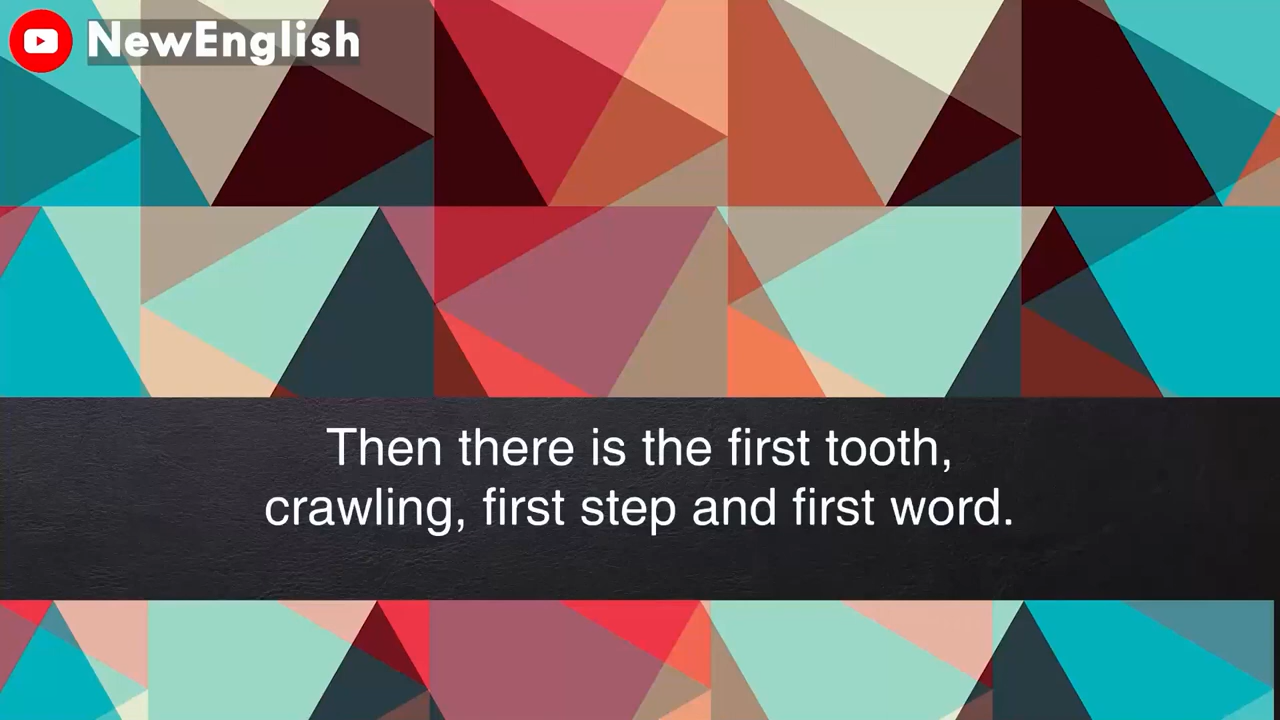 NewEnglish
Then there is the first tooth,
crawling, first step and first word.